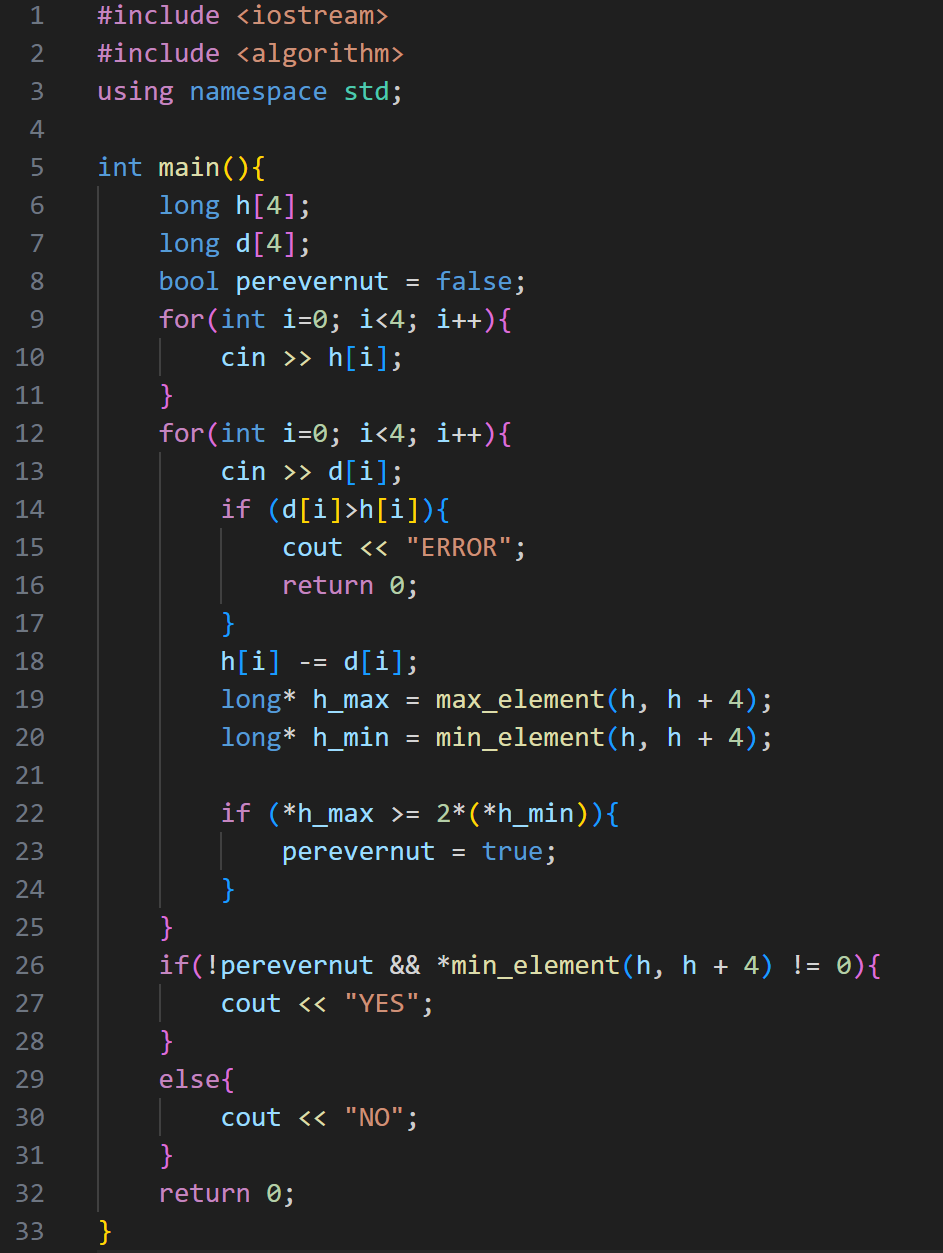 1 #include <iostream>
2 #include <algorithm>
3 using namespace std;
4
5 int main(){
6     long h[4];
7     long d[4];
8     bool perevernut = false;
9     for(int i=0; i<4; i++){
10         cin >> h[i];
11     }
12     for(int i=0; i<4; i++){
13         cin >> d[i];
14         if (d[i]>h[i]){
15             cout << "ERROR";
16             return 0;
17         }
18         h[i] -= d[i];
19         long* h_max = max_element(h, h + 4);
20         long* h_min = min_element(h, h + 4);
21
22         if (*h_max >= 2*(*h_min)){
23             perevernut = true;
24         }
25     }
26     if(!perevernut && *min_element(h, h + 4) != 0){
27         cout << "YES";
28     }
29     else{
30         cout << "NO";
31     }
32     return 0;
33 }